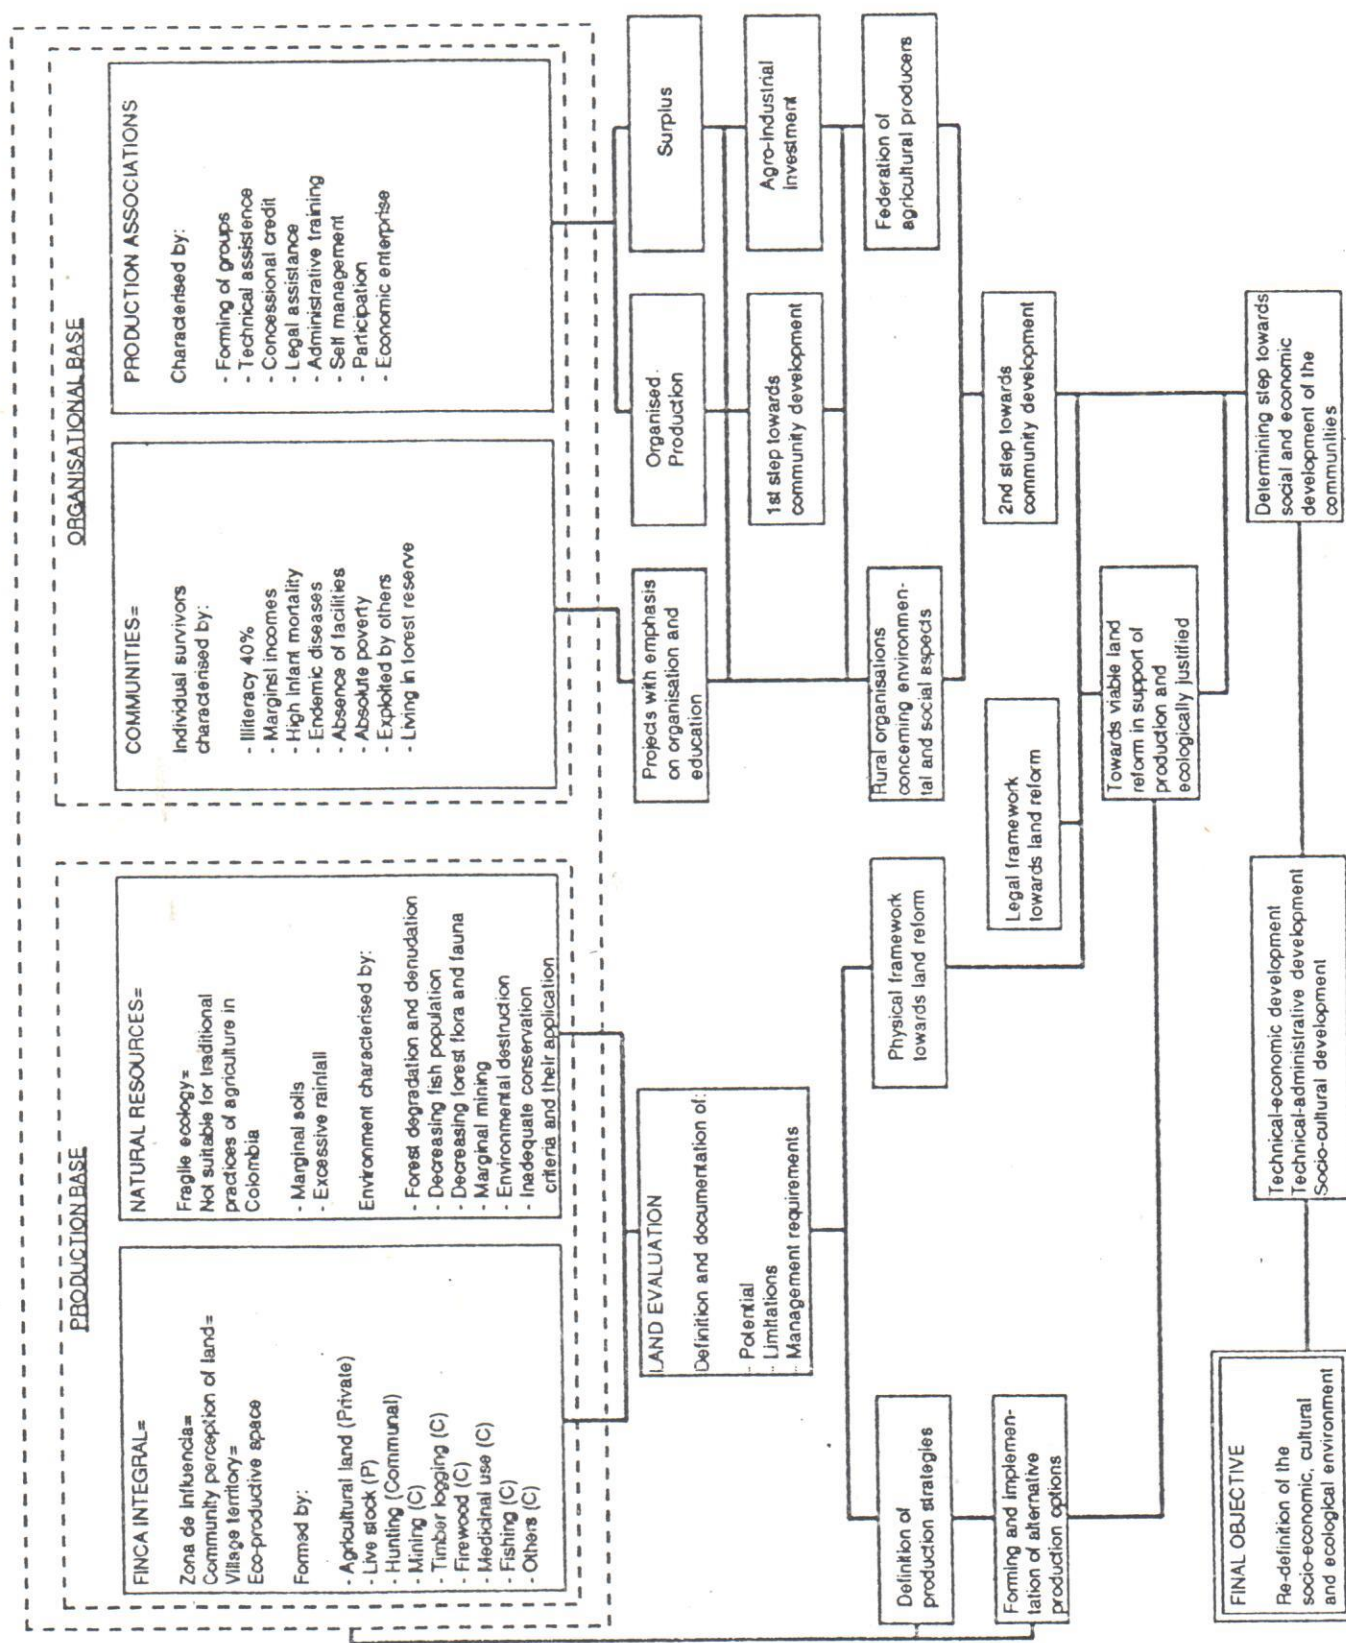 PRODUCTION BASE
ORGANISATIONAL BASE
FINCA INTEGRAL=
Zona de influencia=
Community perception of land=
Village territory=
Eco-productive space
Formed by:
- Agricultural land (Private)
- Live stock (P)
- Hunting (Communal)
- Mining (C)
- Timber logging (C)
- Firewood (C)
- Medicinal use (C)
- Fishing (C)
- Others (C)
NATURAL RESOURCES=
Fragile ecology=
Not suitable for traditional
practices of agriculture in
Colombia
- Marginal soils
- Excessive rainfall
Environment characterised by:
- Forest degradation and denudation
- Decreasing fish population
- Decreasing forest flora and fauna
- Marginal mining
- Environmental destruction
- Inadequate conservation
criteria and their application
COMMUNITIES=
Individual survivors
characterised by:
- Illiteracy 40%
- Marginal incomes
- High Infant mortality
- Endemic diseases
- Absence of facilities
- Absolute poverty
- Exploited by others
- Living in forest reserve
PRODUCTION ASSOCIATIONS
Characterised by:
- Forming of groups
- Technical assistence
- Concessional credit
- Legal assistance
- Administrative training
- Self management
- Participation
- Economic enterprise
LAND EVALUATION
Definition and documentation of:
- Potential
- Limitations
- Management requirements
Projects with emphasis
on organisation and
education
Organised
Production
Surplus
1st step towards
community development
Agro-Industrial
Investment
Definition of
production strategies
Physical framework
towards land reform
Rural organisations
concerning environmen-
tal and social aspects
Federation of
agricultural producers
Forming and implemen-
tation of alternative
production options
Legal framework
towards land reform
2nd step towards
community development
Towards viable land
reform in support of
production and
ecologically justified
FINAL OBJECTIVE
Re-definition of the
socio-economic, cultural
and ecological environment
Technical-economic development
Technical-administrative development
Socio-cultural development
Determining step towards
social and economic
development of the
communities